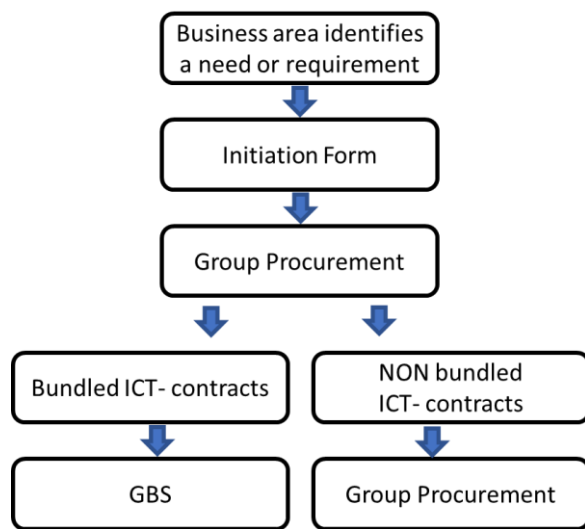 Business area identifies
a need or requirement
Initiation Form
Group Procurement
Bundled ICT- contracts
NON bundled
ICT- contracts
GBS
Group Procurement